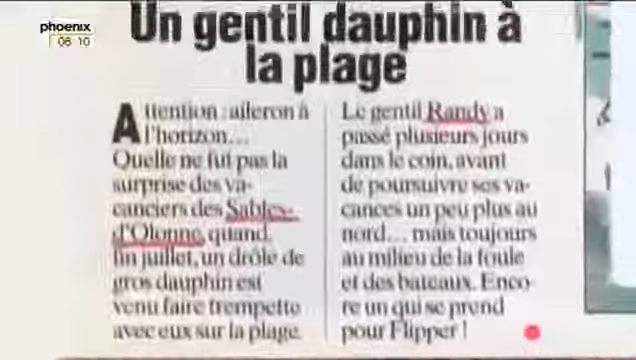 phoenix
06 10
Un gentil dauphin à
la plage
Attention : aileron à
l'horizon...
Quelle ne fut pas la
surprise des va-
canciers des Sables-
d'Olonne, quand,
fin juillet, un drôle de
gros dauphin est
venu faire trempette
avec eux sur la plage.
Le gentil Randy a
passé plusieurs jours
dans le coin, avant
de poursuivre ses va-
cances un peu plus au
nord... mais toujours
au milieu de la foule
et des bateaux. Enco-
re un qui se prend
pour Flipper !